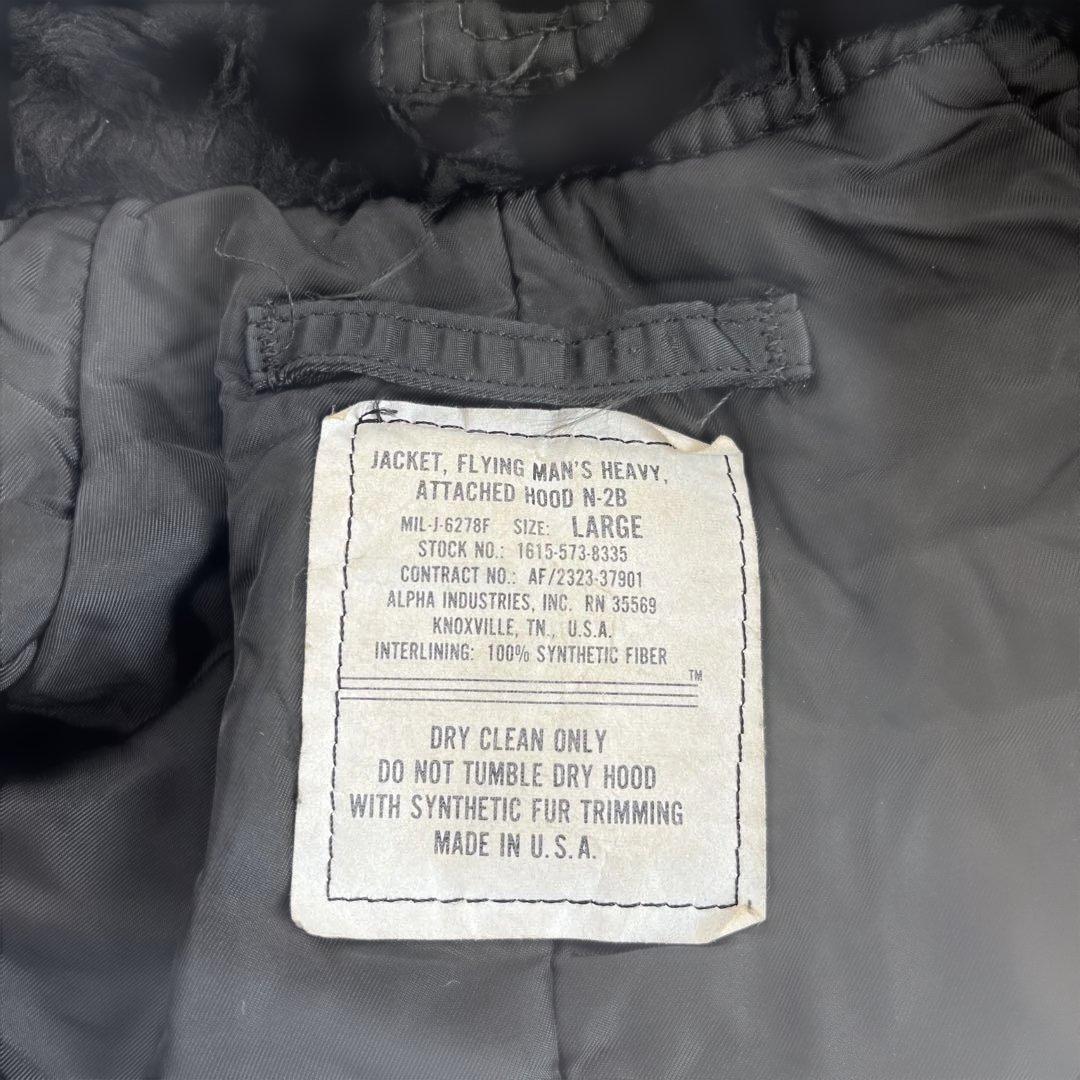 JACKET, FLYING MAN'S HEAVY,
ATTACHED HOOD N-2B
MIL-J-6278F SIZE: LARGE
STOCK NO.: 1615-573-8335
CONTRACT NO.: AF/2323-37901
ALPHA INDUSTRIES, INC. RN 35569
KNOXVILLE, TN., U.S.A.
INTERLINING: 100% SYNTHETIC FIBER
TM
DRY CLEAN ONLY
DO NOT TUMBLE DRY HOOD
WITH SYNTHETIC FUR TRIMMING
MADE IN U.S.A.